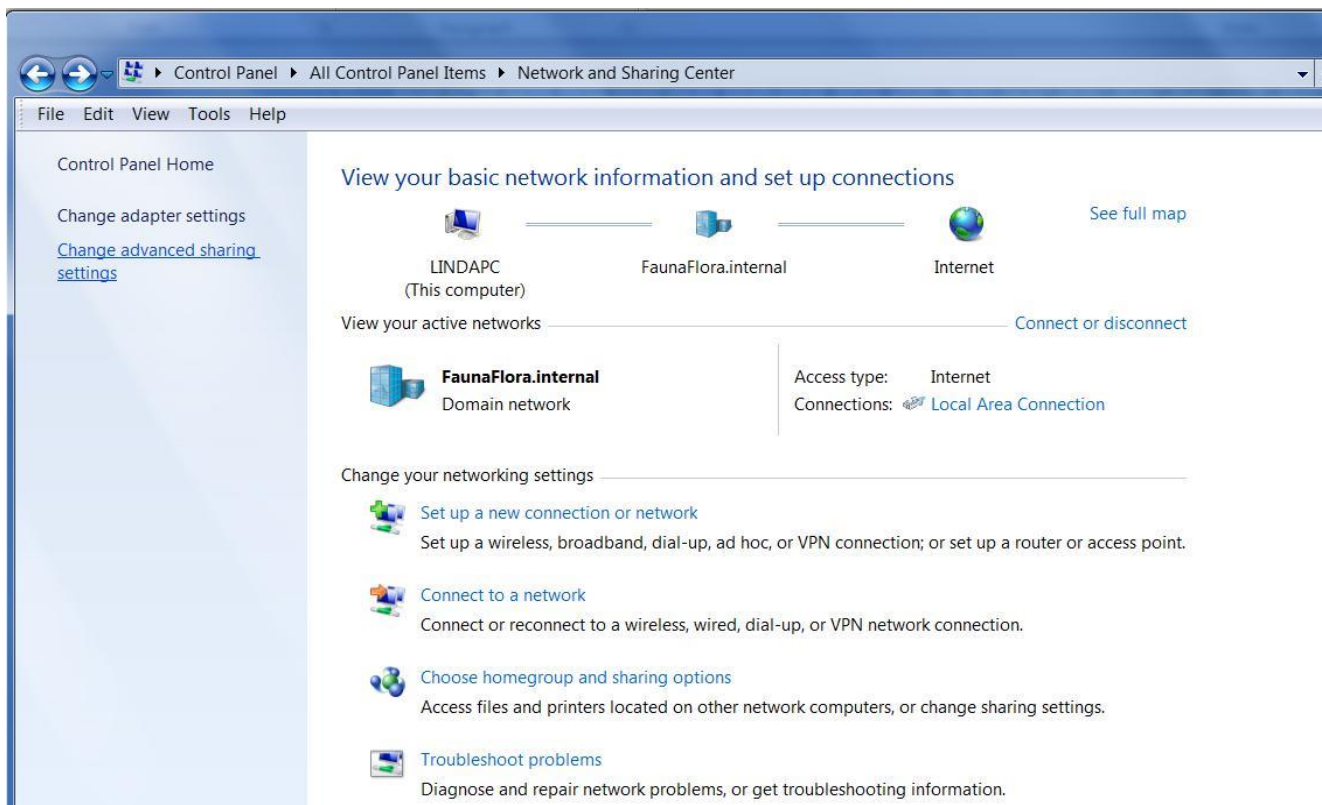 Control Panel ▸ All Control Panel Items ▸ Network and Sharing Center
File Edit View Tools Help
Control Panel Home
Change adapter settings
Change advanced sharing
settings
View your basic network information and set up connections
See full map
LINDAPC
(This computer)
FaunaFlora.internal
Internet
View your active networks
Connect or disconnect
FaunaFlora.internal
Domain network
Access type: Internet
Connections: Local Area Connection
Change your networking settings
Set up a new connection or network
Set up a wireless, broadband, dial-up, ad hoc, or VPN connection; or set up a router or access point.
Connect to a network
Connect or reconnect to a wireless, wired, dial-up, or VPN network connection.
Choose homegroup and sharing options
Access files and printers located on other network computers, or change sharing settings.
Troubleshoot problems
Diagnose and repair network problems, or get troubleshooting information.